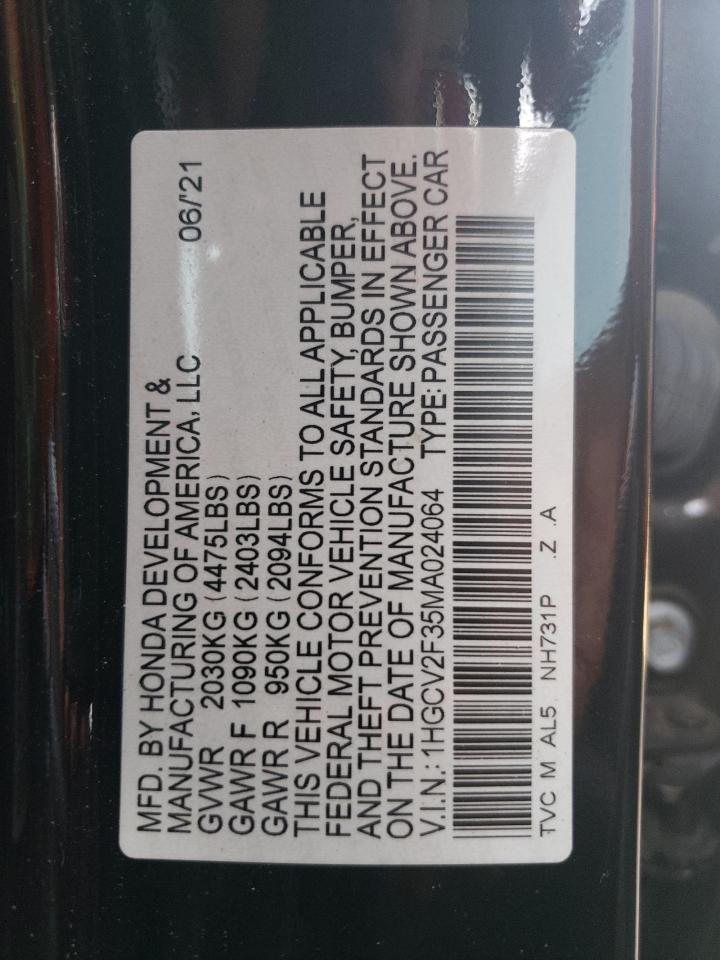 MFD. BY HONDA DEVELOPMENT &
MANUFACTURING OF AMERICA, LLC 06/'21
GVWR 2030KG (4475LBS)
GAWR F 1090KG (2403LBS)
GAWR R 950KG (2094LBS)
THIS VEHICLE CONFORMS TO ALL APPLICABLE
FEDERAL MOTOR VEHICLE SAFETY, BUMPER,
AND THEFT PREVENTION STANDARDS IN EFFECT
ON THE DATE OF MANUFACTURE SHOWN ABOVE.
V.I.N.: 1HGCV2F35MA024064 TYPE: PASSENGER CAR
TVC M AL5 NH731P .Z .A